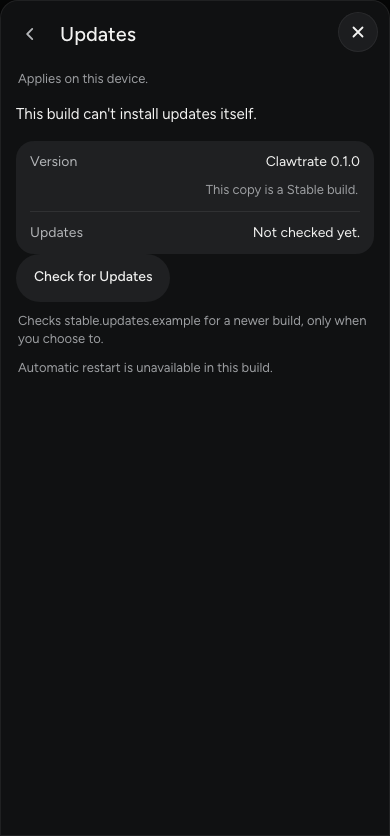 Updates
Applies on this device.
This build can't install updates itself.
Version
Clawtrate 0.1.0
This copy is a Stable build.
Updates
Not checked yet.
Check for Updates
Checks stable.updates.example for a newer build, only when
you choose to.
Automatic restart is unavailable in this build.